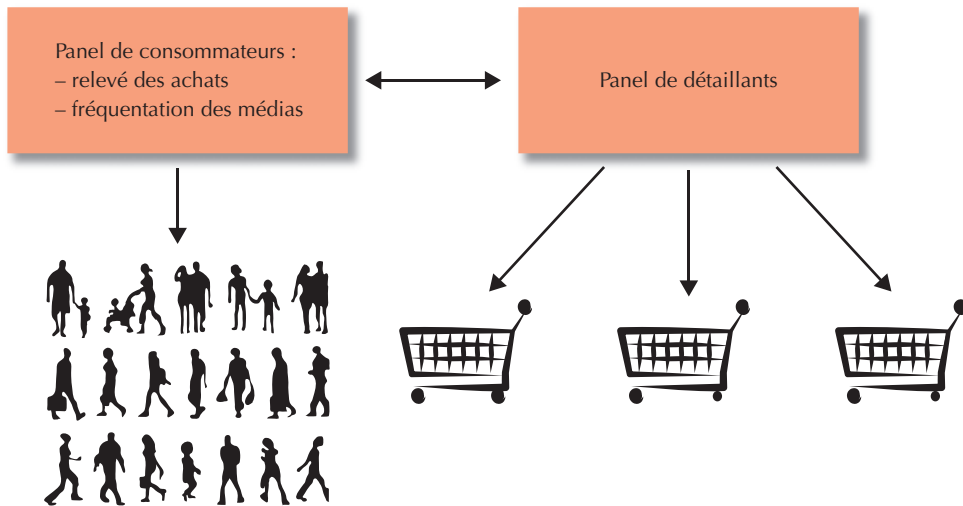 Panel de consommateurs :
– relevé des achats
– fréquentation des médias
Panel de détaillants